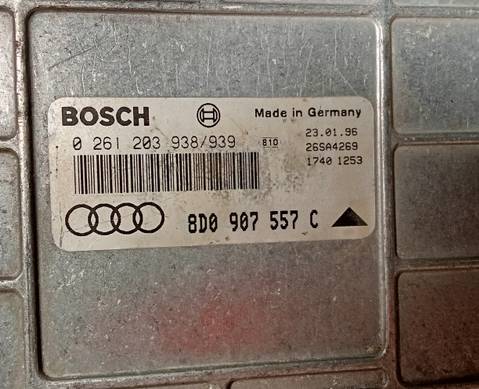 BOSCH
Made in Germany
0 261 203 938/939
810
23.01.96
26SA4269
1740 1253
8D0 907 557 C